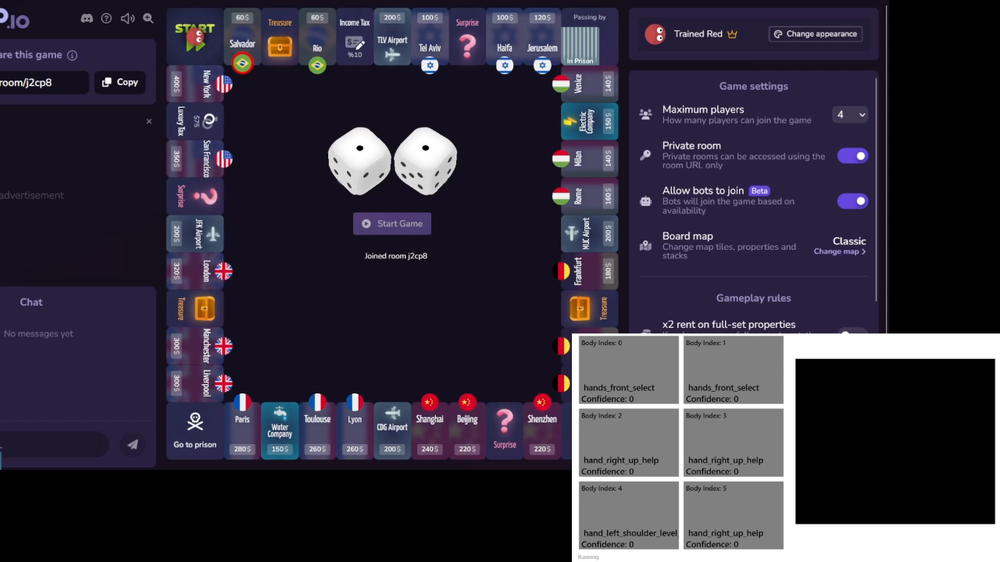 P.IO
are this game
room/j2cp8
Copy
advertisement
Chat
No messages yet
START
60$
Salvador
Treasure
60$
Rio
Income Tax
%10
200$
TLV Airport
100$
Tel Aviv
Surprise
100$
Haifa
120$
Jerusalem
Passing by
In Prison
400$
New York
Luxury Tax
$75
350$
San Francisco
Surprise
200$
JFK Airport
320$
London
Treasure
300$
Manchester
300$
Liverpool
Venice
140$
Electric
Company
150$
Milan
140$
Rome
160$
MUC Airport
200$
Frankfurt
180$
Treasure
Start Game
Joined room j2cp8
Go to prison
Paris
280$
Water
Company
150$
Toulouse
260$
Lyon
260$
CDG Airport
200$
Shanghai
240$
Beijing
220$
Surprise
Shenzhen
220$
Trained Red
Change appearance
Game settings
Maximum players
How many players can join the game
4
Private room
Private rooms can be accessed using the
room URL only
Allow bots to join Beta
Bots will join the game based on
availability
Board map
Change map tiles, properties and
stacks
Classic
Change map >
Gameplay rules
x2 rent on full-set properties
Body Index: 0
hands_front_select
Confidence: 0
Body Index: 1
hands_front_select
Confidence: 0
Body Index: 2
hand_right_up_help
Confidence: 0
Body Index: 3
hand_right_up_help
Confidence: 0
Body Index: 4
hand_left_shoulder_level
Confidence: 0
Body Index: 5
hand_right_up_help
Confidence: 0
Running